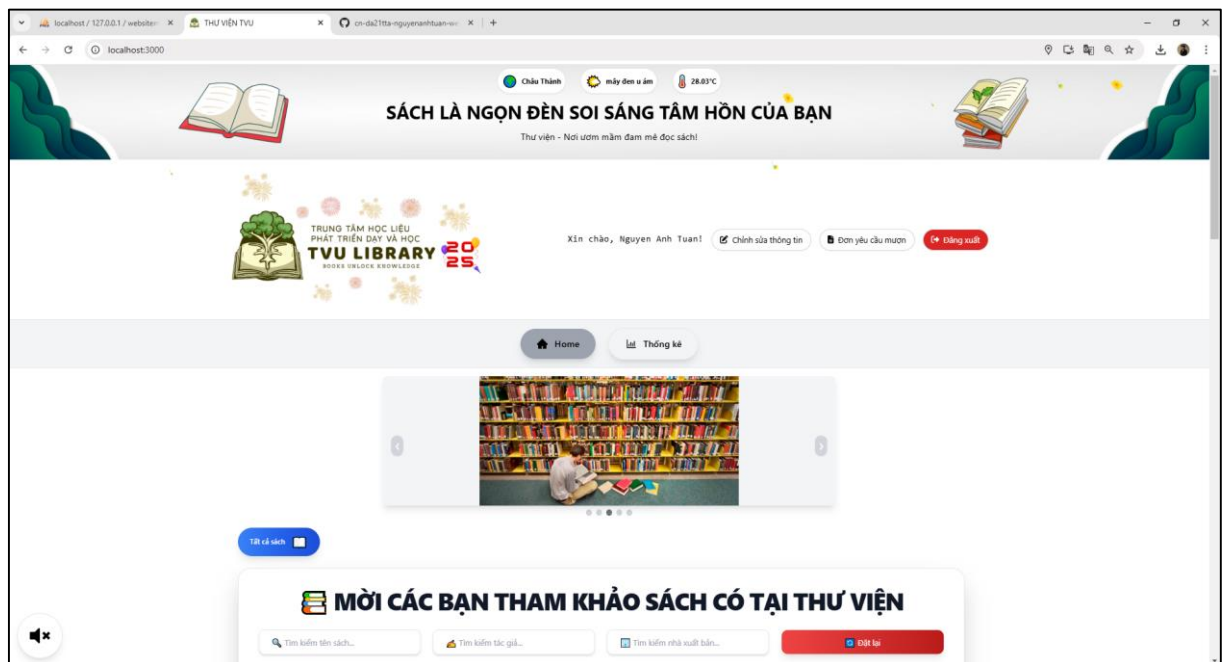 localhost / 127.0.0.1 / websitem
THƯ VIỆN TVU
cn-da21tta-nguyenanhtuan-we
localhost:3000
Châu Thành
mây đen u ám
28.03°C
SÁCH LÀ NGỌN ĐÈN SOI SÁNG TÂM HỒN CỦA BẠN
Thư viện - Nơi ươm mầm đam mê đọc sách!
TRUNG TÂM HỌC LIỆU
PHÁT TRIỂN DẠY VÀ HỌC
TVU LIBRARY
BOOKS UNLOCK KNOWLEDGE
20
25
Xin chào, Nguyen Anh Tuan!
Chỉnh sửa thông tin
Đơn yêu cầu mượn
Đăng xuất
Home
Thống kê
Tất cả sách
MỜI CÁC BẠN THAM KHẢO SÁCH CÓ TẠI THƯ VIỆN
Tìm kiếm tên sách...
Tìm kiếm tác giả...
Tìm kiếm nhà xuất bản...
Đặt lại